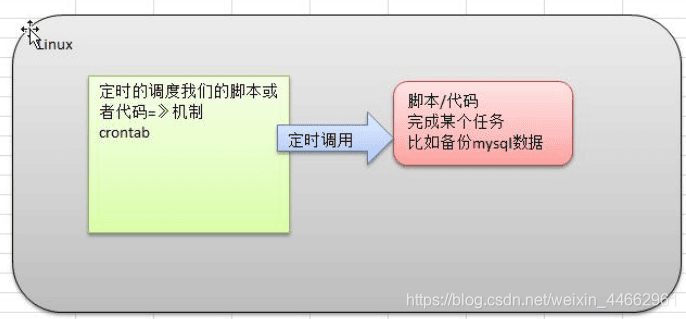 Linux
定时的调度我们的脚本或
者代码=》机制
crontab
定时调用
脚本/代码
完成某个任务
比如备份mysql数据
https://blog.csdn.net/weixin_44662961